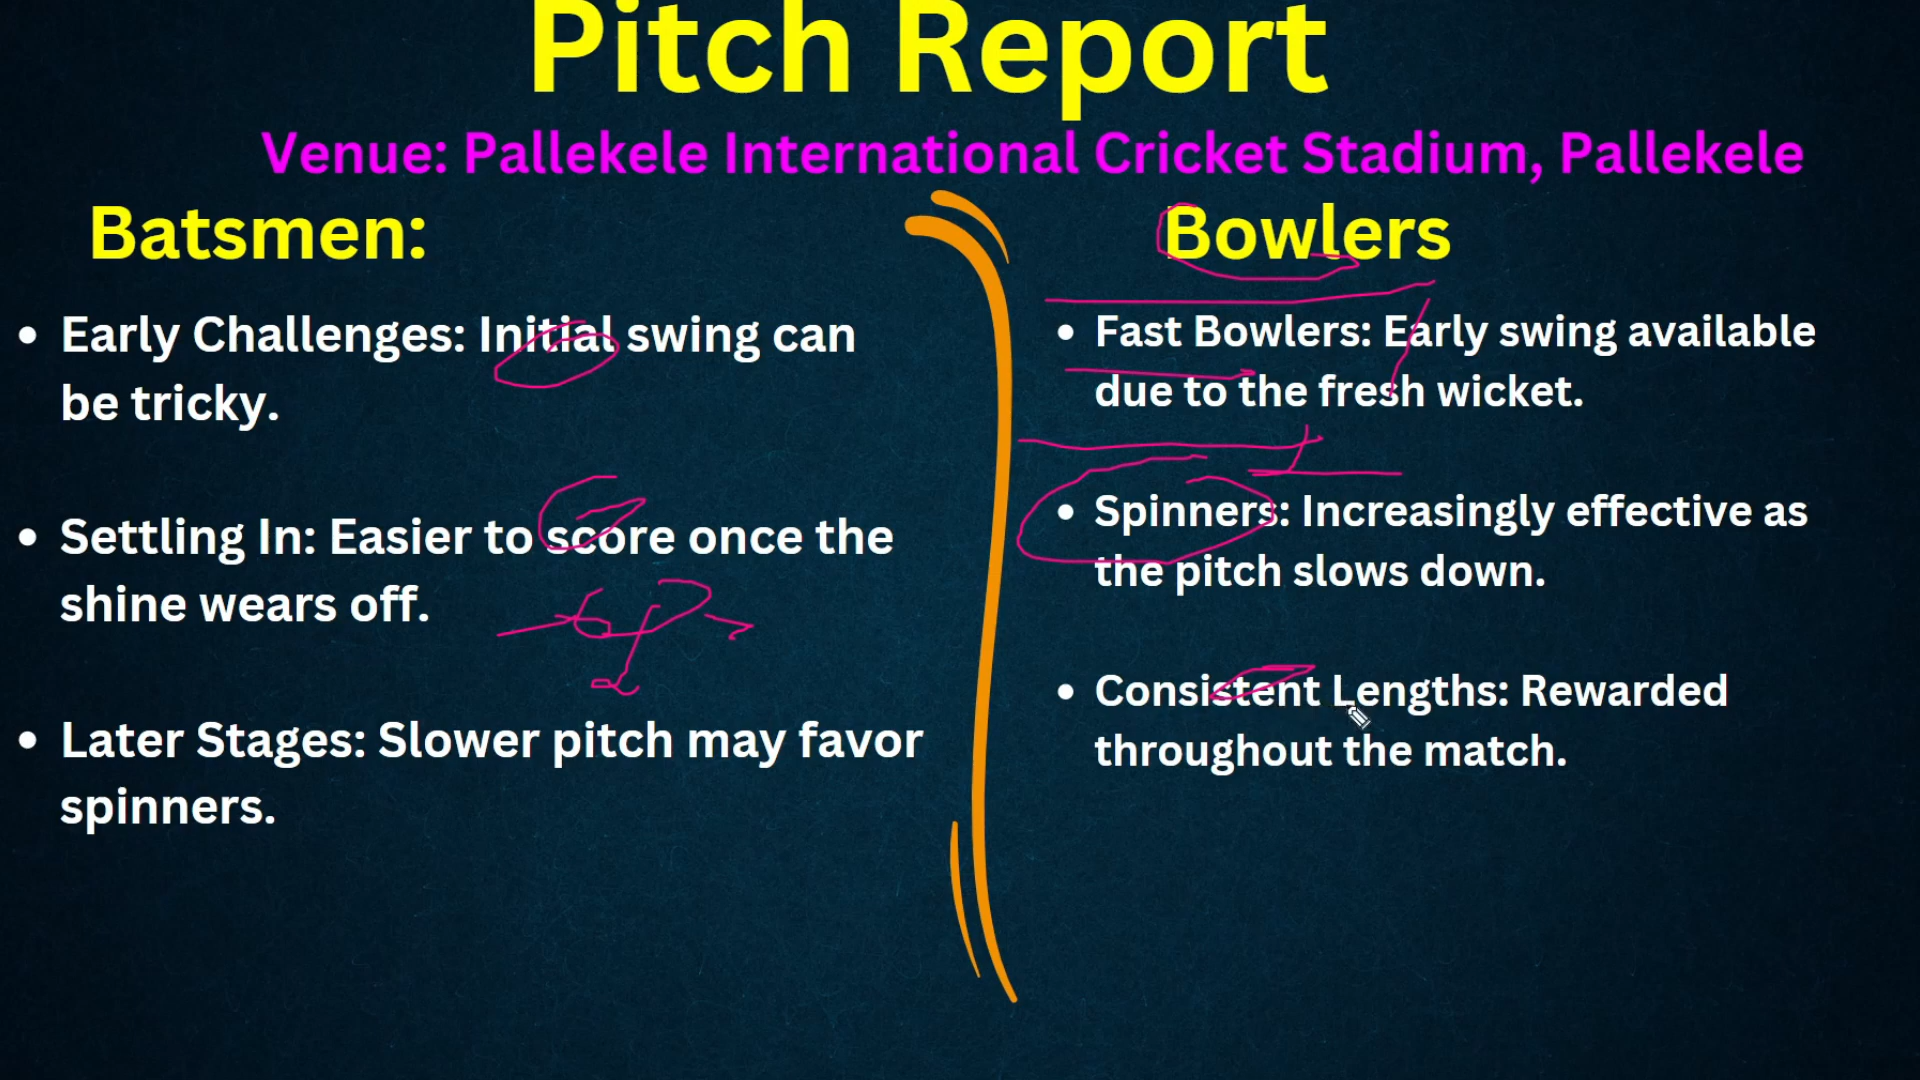 Pitch Report
Venue: Pallekele International Cricket Stadium, Pallekele
Batsmen:
• Early Challenges: Initial swing can
be tricky.
• Settling In: Easier to score once the
shine wears off.
• Later Stages: Slower pitch may favor
spinners.
Bowlers
• Fast Bowlers: Early swing available
due to the fresh wicket.
• Spinners: Increasingly effective as
the pitch slows down.
• Consistent Lengths: Rewarded
throughout the match.